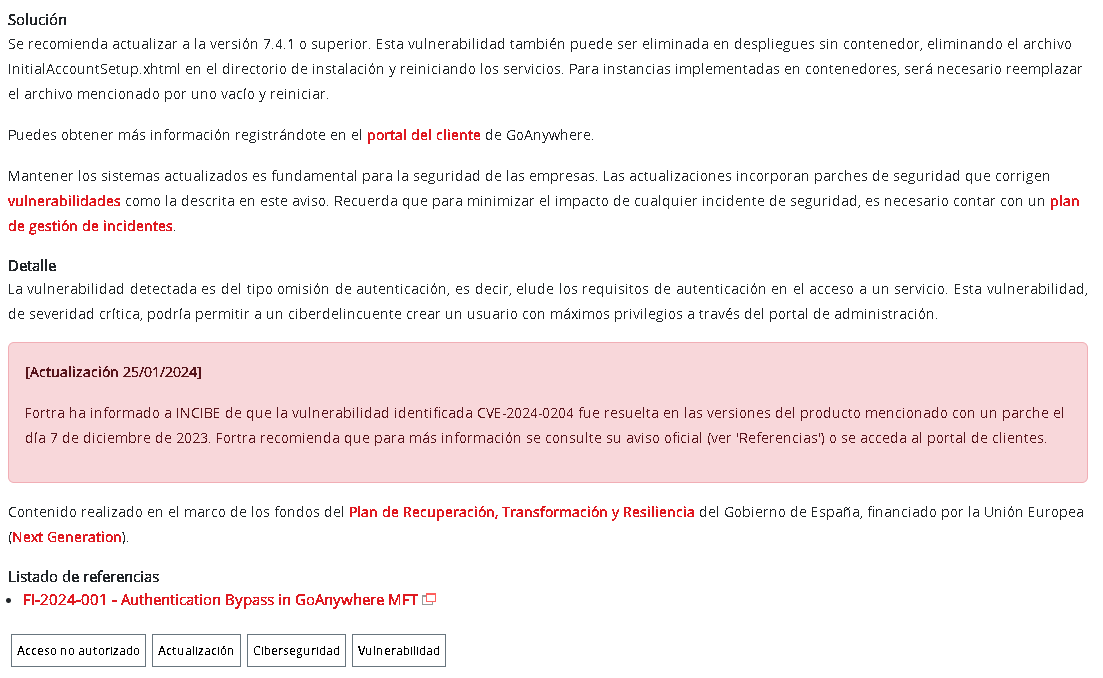 Solución
Se recomienda actualizar a la versión 7.4.1 o superior. Esta vulnerabilidad también puede ser eliminada en despliegues sin contenedor, eliminando el archivo
InitialAccountSetup.xhtml en el directorio de instalación y reiniciando los servicios. Para instancias implementadas en contenedores, será necesario reemplazar
el archivo mencionado por uno vacío y reiniciar.
Puedes obtener más información registrándote en el portal del cliente de GoAnywhere.
Mantener los sistemas actualizados es fundamental para la seguridad de las empresas. Las actualizaciones incorporan parches de seguridad que corrigen
vulnerabilidades como la descrita en este aviso. Recuerda que para minimizar el impacto de cualquier incidente de seguridad, es necesario contar con un plan
de gestión de incidentes.
Detalle
La vulnerabilidad detectada es del tipo omisión de autenticación, es decir, elude los requisitos de autenticación en el acceso a un servicio. Esta vulnerabilidad,
de severidad crítica, podría permitir a un ciberdelincuente crear un usuario con máximos privilegios a través del portal de administración.
[Actualización 25/01/2024]
Fortra ha informado a INCIBE de que la vulnerabilidad identificada CVE-2024-0204 fue resuelta en las versiones del producto mencionado con un parche el
día 7 de diciembre de 2023. Fortra recomienda que para más información se consulte su aviso oficial (ver 'Referencias') o se acceda al portal de clientes.
Contenido realizado en el marco de los fondos del Plan de Recuperación, Transformación y Resiliencia del Gobierno de España, financiado por la Unión Europea
(Next Generation).
Listado de referencias
• FI-2024-001 - Authentication Bypass in GoAnywhere MFT
Acceso no autorizado Actualización Ciberseguridad Vulnerabilidad